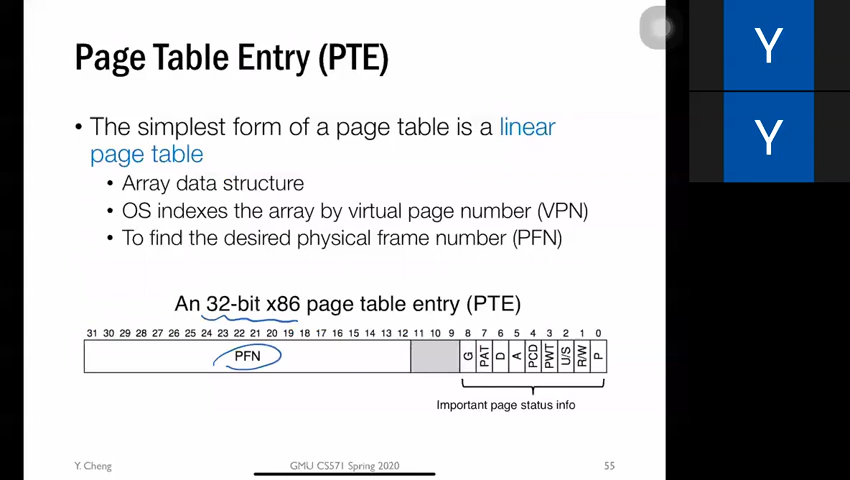 Page Table Entry (PTE)
• The simplest form of a page table is a linear
page table
• Array data structure
• OS indexes the array by virtual page number (VPN)
• To find the desired physical frame number (PFN)
An 32-bit x86 page table entry (PTE)
31 30 29 28 27 26 25 24 23 22 21 20 19 18 17 16 15 14 13 12 11 10 9 8 7 6 5 4 3 2 1 0
PFN G PAT D A PCD PWT U/S R/W P
Important page status info
Y. Cheng GMU CS571 Spring 2020 55
Y
Y